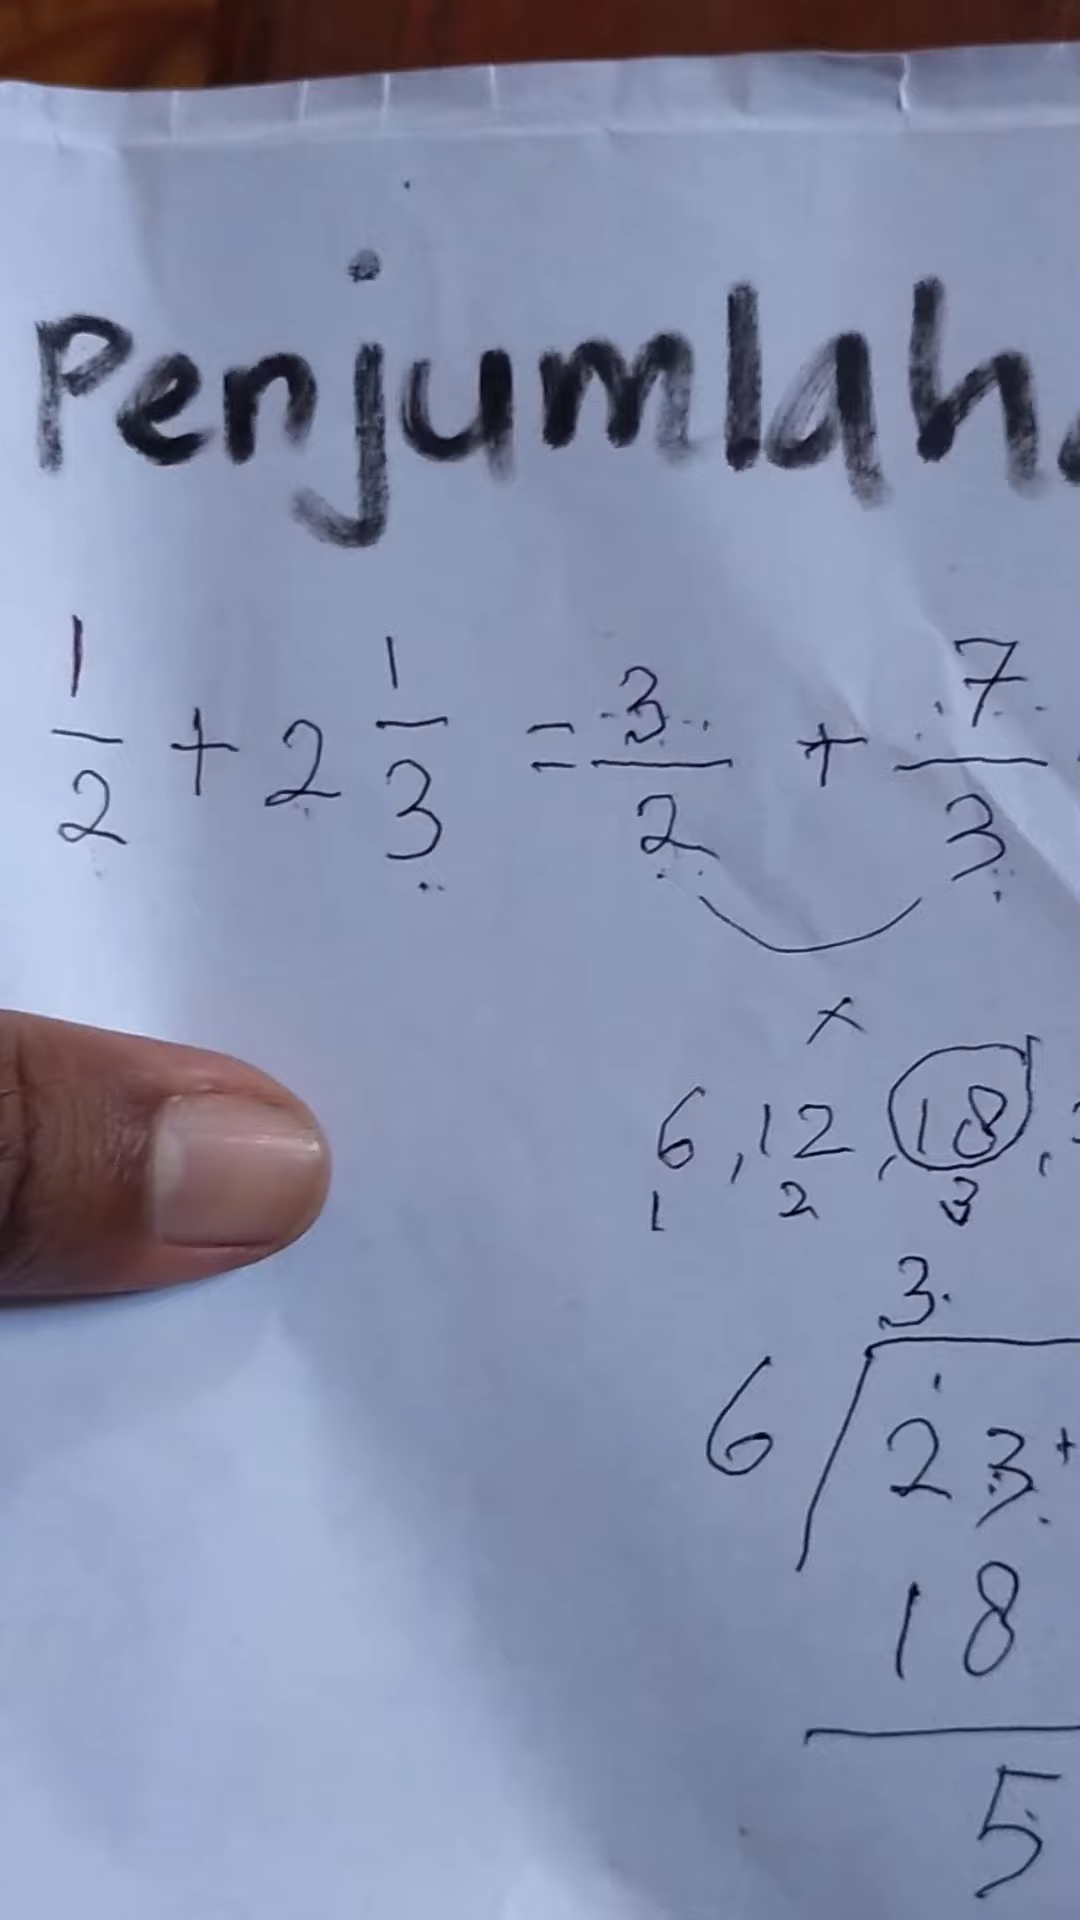 Penjumlah
1/2 + 2 1/3 = 3/2 + 7/3
×
6, 12, 18,
1 2 3
3
6 23 +
18
5